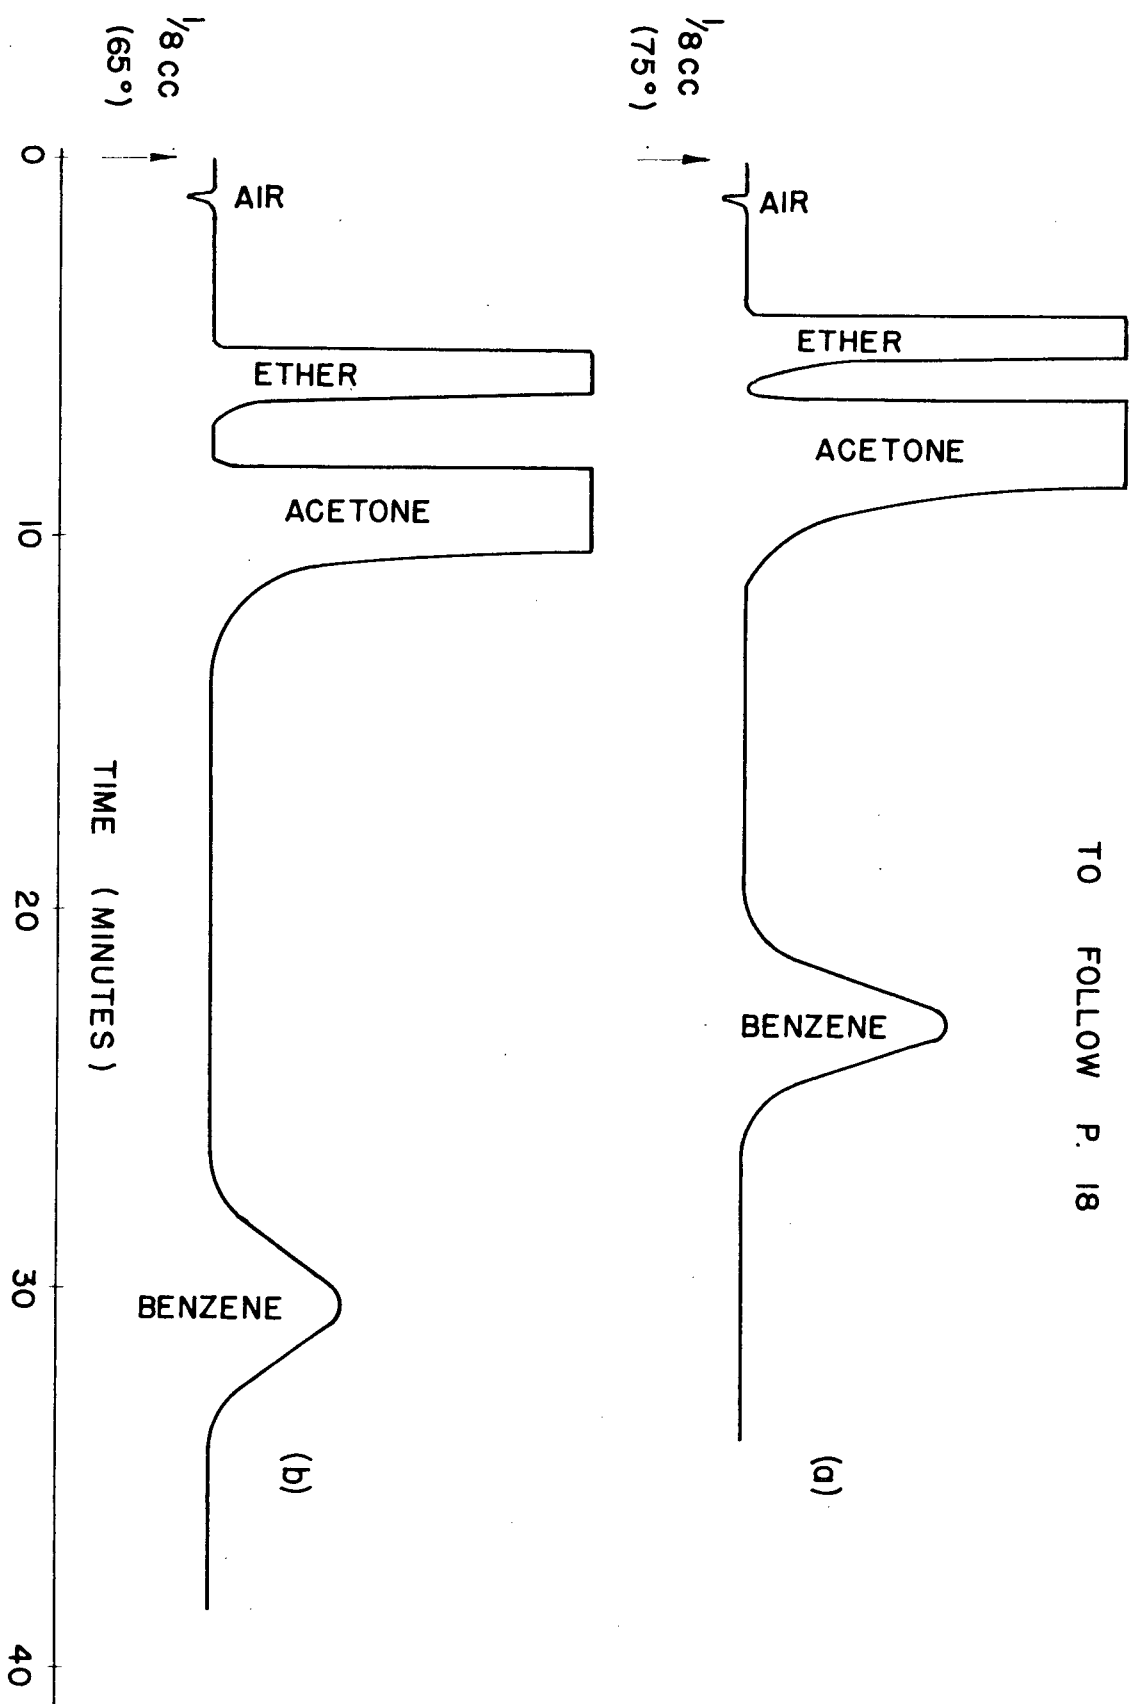 TO FOLLOW P. 18
1/8 CC
(75°)
AIR
ETHER
ACETONE
BENZENE
(a)
1/8 CC
(65°)
AIR
ETHER
ACETONE
BENZENE
(b)
TIME (MINUTES)
0
10
20
30
40